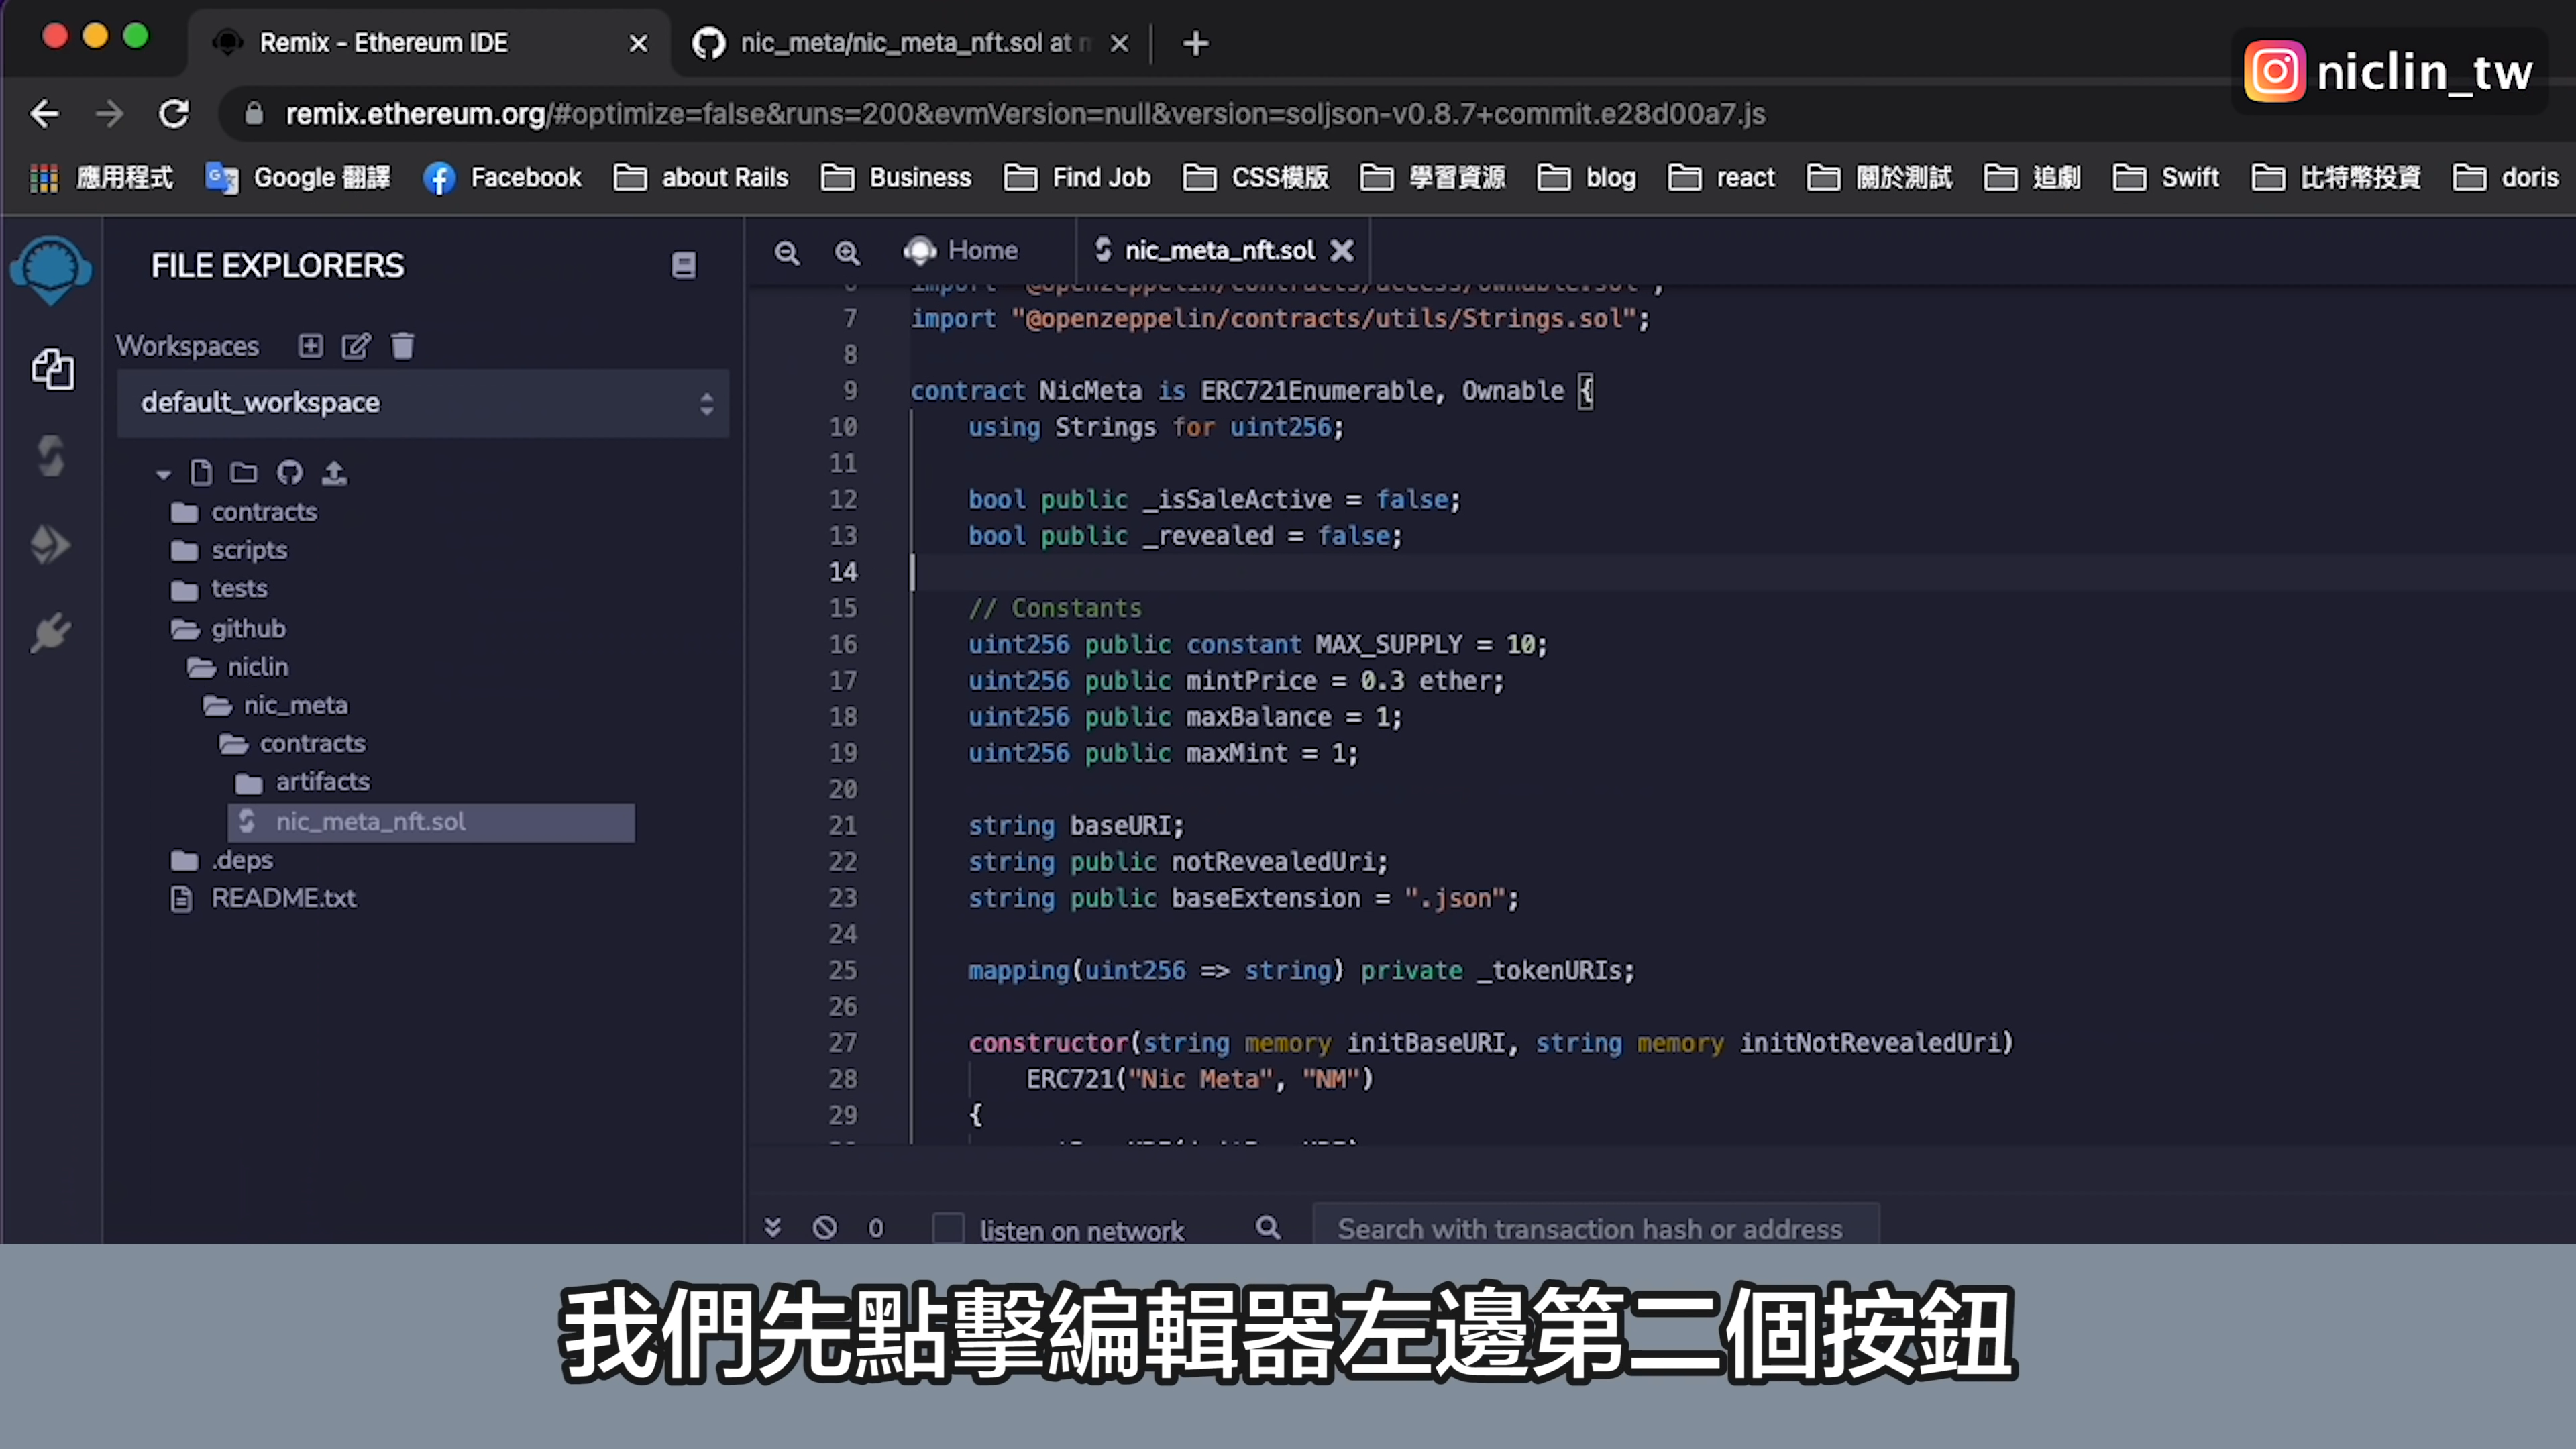 Remix - Ethereum IDE
nic_meta/nic_meta_nft.sol at
niclin_tw
remix.ethereum.org/#optimize=false&runs=200&evmVersion=null&version=soljson-v0.8.7+commit.e28d00a7.js
應用程式 Google 翻譯 Facebook about Rails Business Find Job CSS模版 學習資源 blog react 關於測試 追劇 Swift 比特幣投資 doris
FILE EXPLORERS
Workspaces
default_workspace
contracts
scripts
tests
github
niclin
nic_meta
contracts
artifacts
nic_meta_nft.sol
.deps
README.txt
Home nic_meta_nft.sol
import "@openzeppelin/contracts/access/Ownable.sol";
7 import "@openzeppelin/contracts/utils/Strings.sol";
8
9 contract NicMeta is ERC721Enumerable, Ownable {
10 using Strings for uint256;
11
12 bool public _isSaleActive = false;
13 bool public _revealed = false;
14
15 // Constants
16 uint256 public constant MAX_SUPPLY = 10;
17 uint256 public mintPrice = 0.3 ether;
18 uint256 public maxBalance = 1;
19 uint256 public maxMint = 1;
20
21 string baseURI;
22 string public notRevealedUri;
23 string public baseExtension = ".json";
24
25 mapping(uint256 => string) private _tokenURIs;
26
27 constructor(string memory initBaseURI, string memory initNotRevealedUri)
28 ERC721("Nic Meta", "NM")
29 {
0 listen on network Search with transaction hash or address
我們先點擊編輯器左邊第二個按鈕